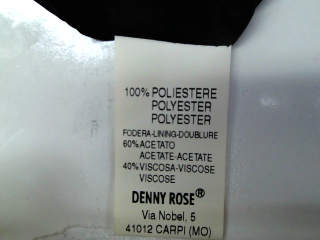 100% POLIESTERE
POLYESTER
POLYESTER
FODERA-LINING-DOUBLURE
60% ACETATO
ACETATE-ACETATE
40% VISCOSA-VISCOSE
VISCOSE
DENNY ROSE®
Via Nobel, 5
41012 CARPI (MO)